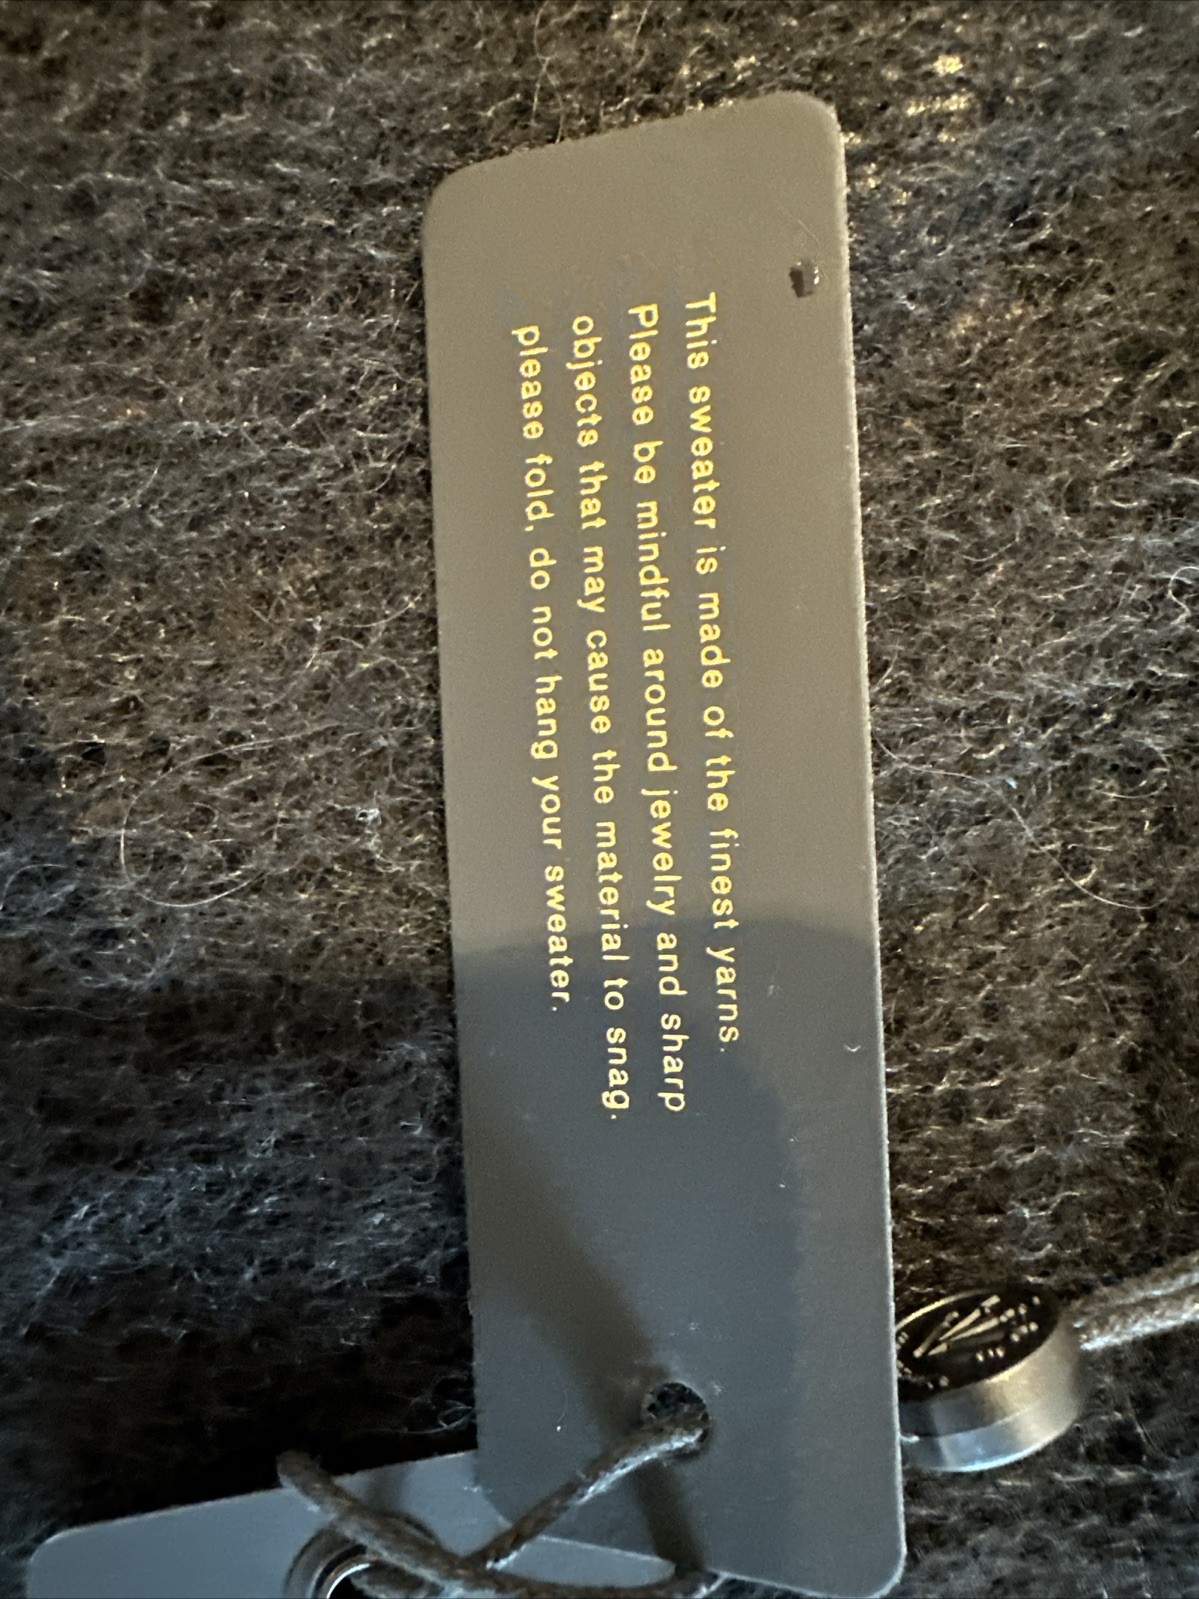 This sweater is made of the finest yarns.
Please be mindful around jewelry and sharp
objects that may cause the material to snag.
please fold, do not hang your sweater.